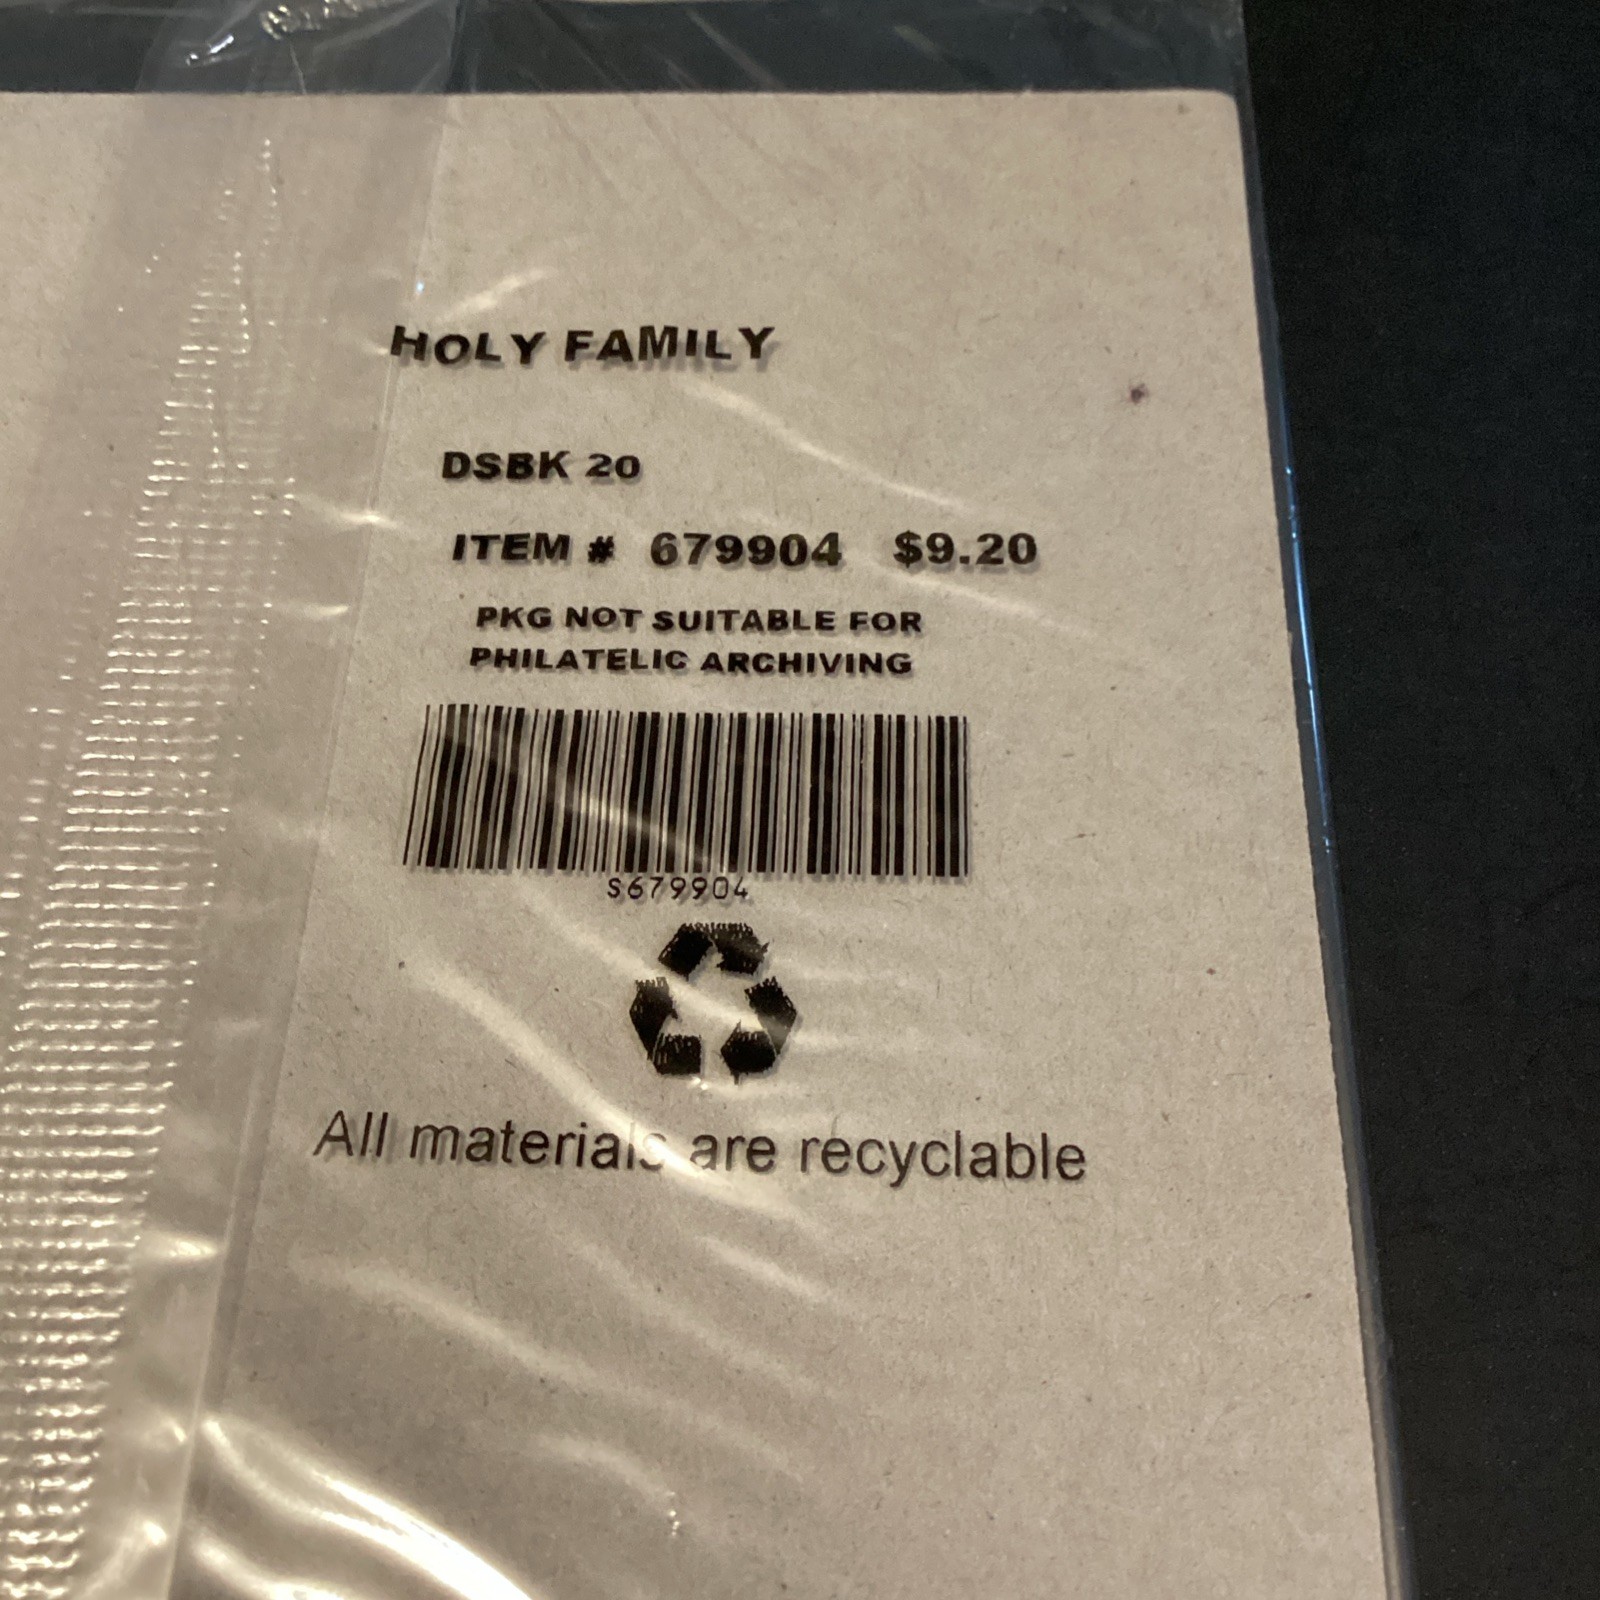 HOLY FAMILY
DSBK 20
ITEM # 679904 $9.20
PKG NOT SUITABLE FOR
PHILATELIC ARCHIVING
S679904
All materials are recyclable